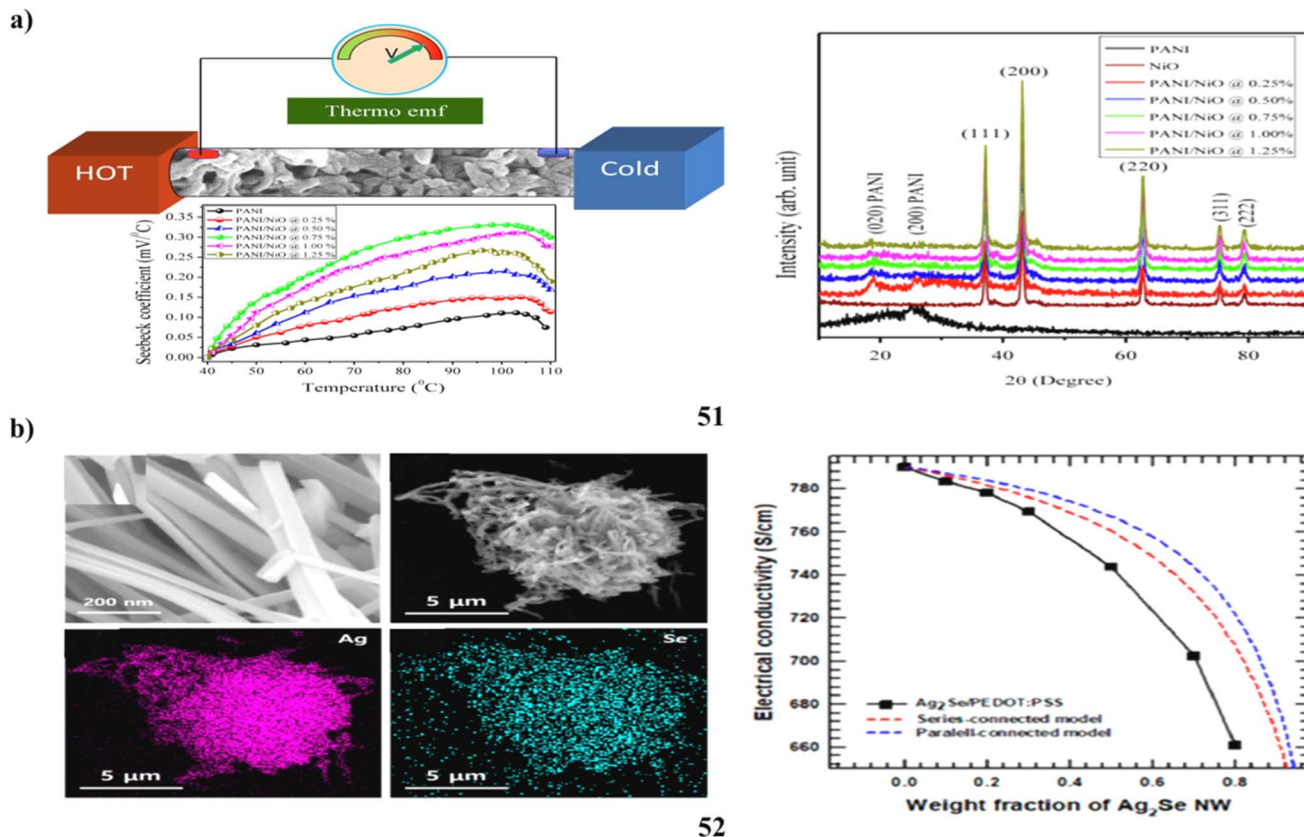 a)
V
Thermo emf
HOT
Cold
Seebeck coefficient (mV/°C)
0.35
0.30
0.25
0.20
0.15
0.10
0.05
0.00
PANI
PANI/NiO @ 0.25 %
PANI/NiO @ 0.50 %
PANI/NiO @ 0.75 %
PANI/NiO @ 1.00 %
PANI/NiO @ 1.25 %
40 50 60 70 80 90 100 110
Temperature (°C)
Intensity (arb. unit)
(020) PANI
(200) PANI
(111)
(200)
(220)
(311)
(222)
PANI
NiO
PANI/NiO @ 0.25%
PANI/NiO @ 0.50%
PANI/NiO @ 0.75%
PANI/NiO @ 1.00%
PANI/NiO @ 1.25%
20 40 60 80
2θ (Degree)
51
b)
200 nm
5 μm
Ag
5 μm
Se
5 μm
Electrical conductivity (S/cm)
780
760
740
720
700
680
660
Ag₂Se/PEDOT:PSS
Series-connected model
Paralell-connected model
0.0 0.2 0.4 0.6 0.8
Weight fraction of Ag₂Se NW
52